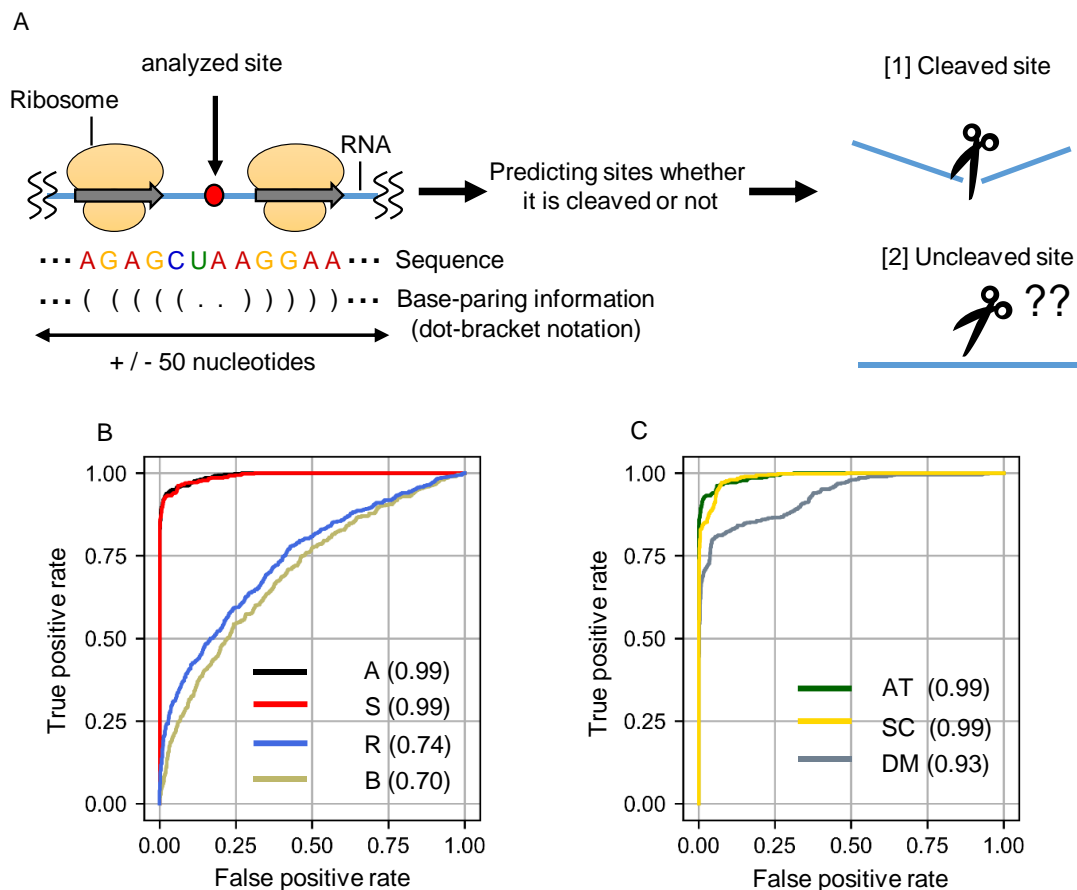 A
analyzed site
Ribosome
RNA
Predicting sites whether
it is cleaved or not
[1] Cleaved site
[2] Uncleaved site
??
··· A G A G C U A A G G A A ··· Sequence
··· ( ( ( ( ( . . ) ) ) ) ) ··· Base-paring information
(dot-bracket notation)
+ / - 50 nucleotides
B
1.00
0.75
0.50
0.25
0.00
True positive rate
A (0.99)
S (0.99)
R (0.74)
B (0.70)
0.00 0.25 0.50 0.75 1.00
False positive rate
C
1.00
0.75
0.50
0.25
0.00
True positive rate
AT (0.99)
SC (0.99)
DM (0.93)
0.00 0.25 0.50 0.75 1.00
False positive rate